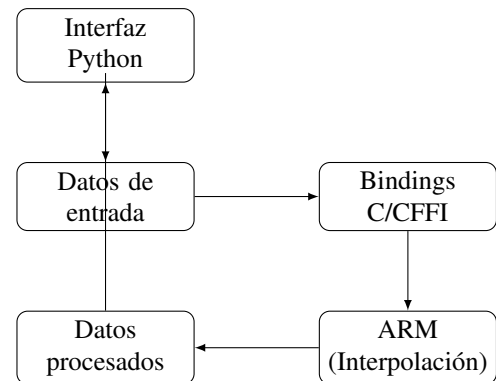 Interfaz
Python
Datos de
entrada
Bindings
C/CFFI
Datos
procesados
ARM
(Interpolación)